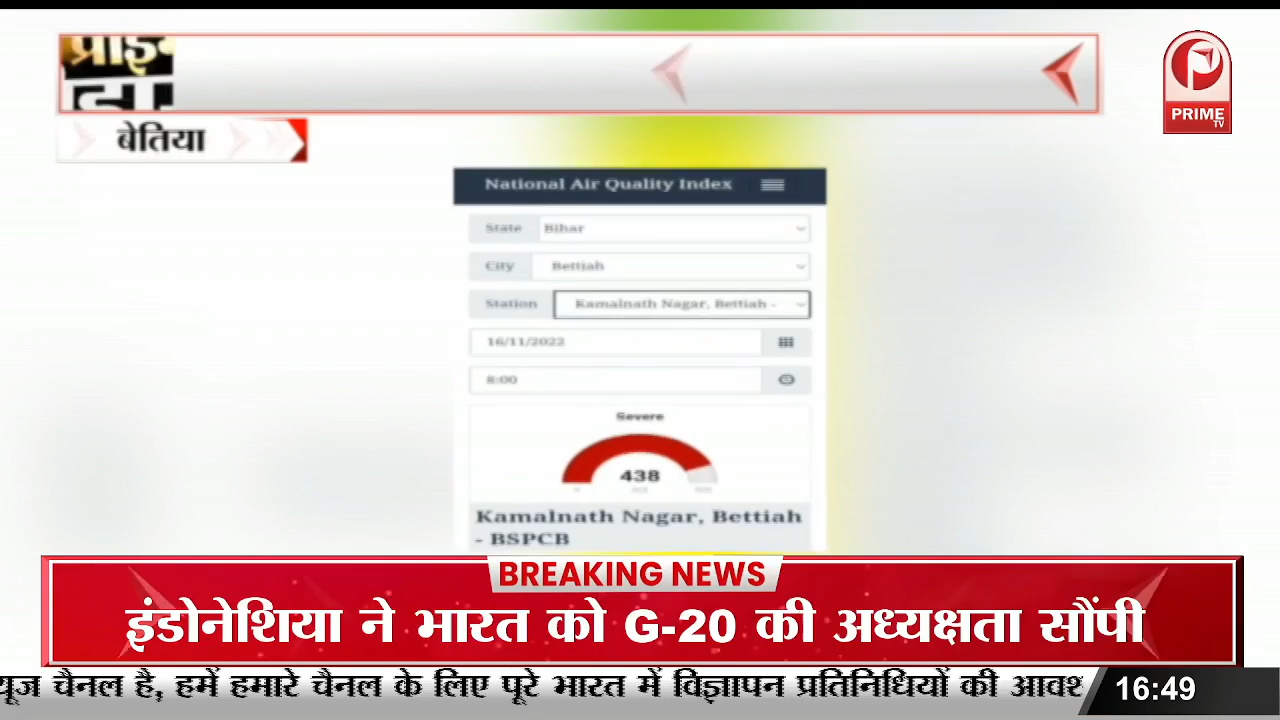 प्राइ
PRIME
TV
बेतिया
National Air Quality Index
State Bihar
City Bettiah
Station Kamalnath Nagar, Bettiah -
16/11/2022
8:00
Severe
438
Kamalnath Nagar, Bettiah
- BSPCB
BREAKING NEWS
इंडोनेशिया ने भारत को G-20 की अध्यक्षता सौंपी
चैनल है, हमें हमारे चैनल के लिए पूरे भारत में विज्ञापन प्रतिनिधियों की आवश
16:49